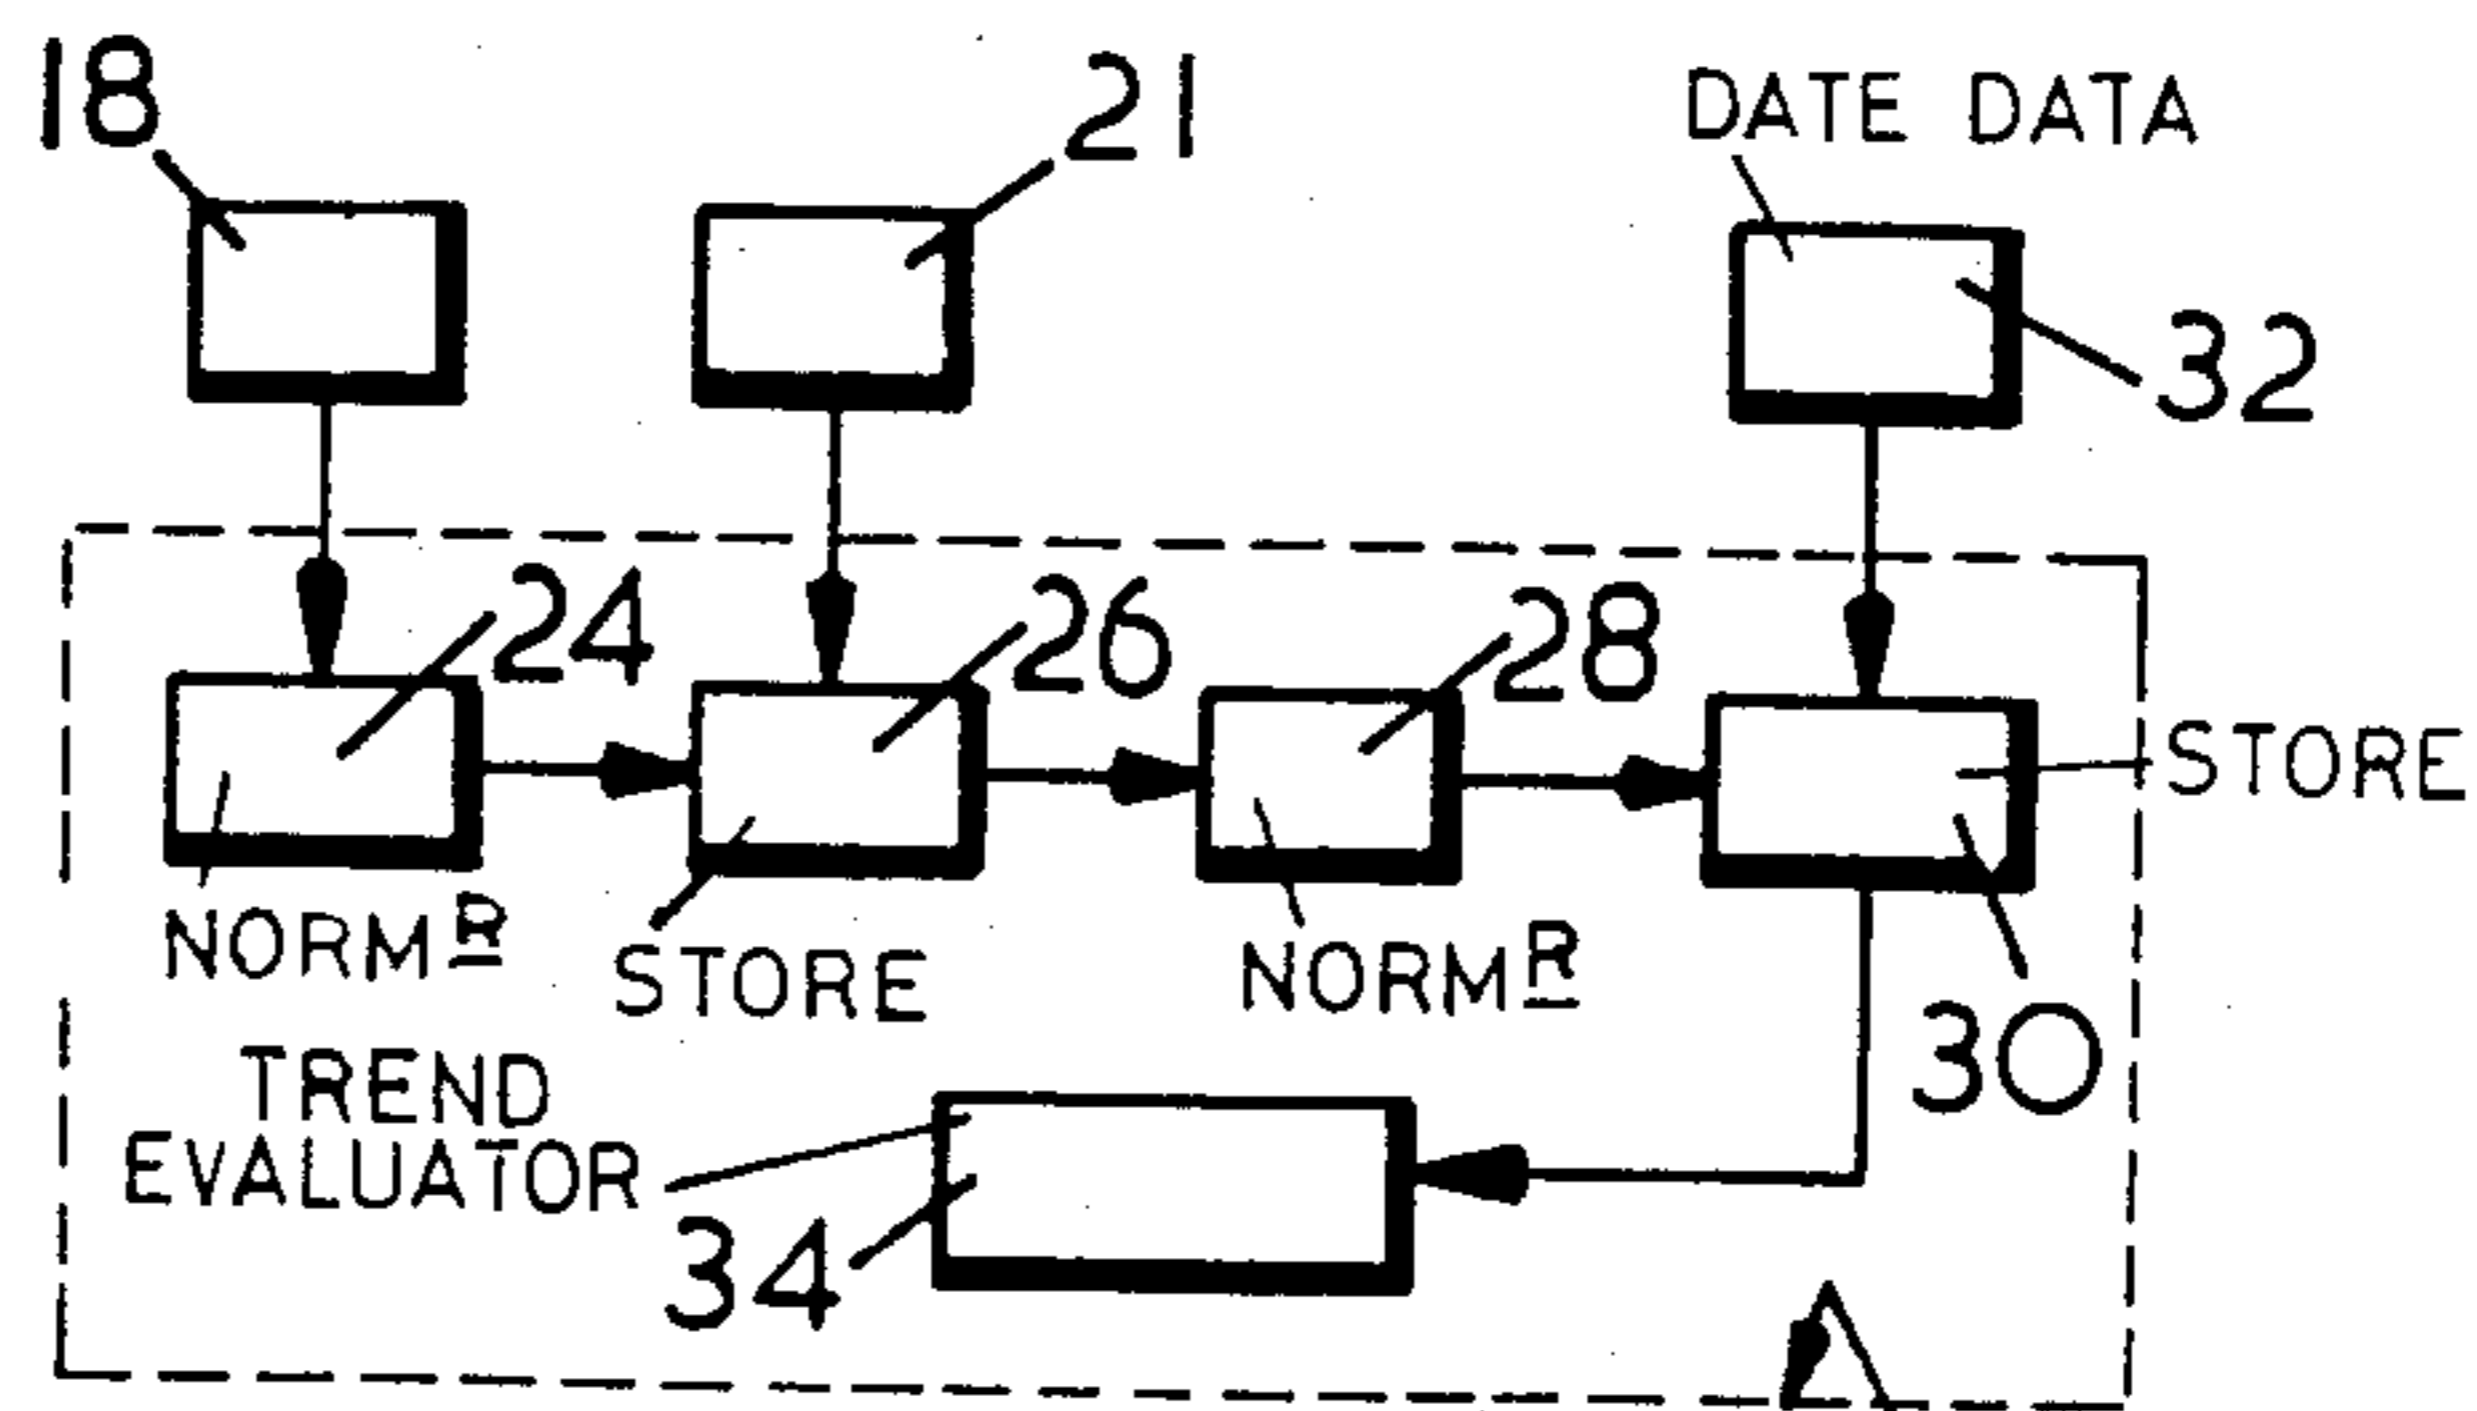 18
21
DATE DATA
32
24
26
28
STORE
NORMR
STORE
NORMR
30
TREND
EVALUATOR
34